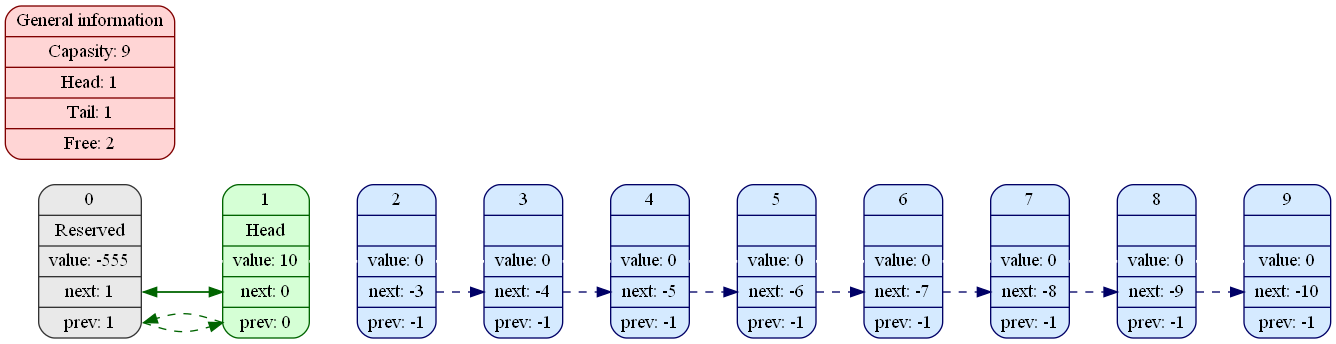 General information
Capasity: 9
Head: 1
Tail: 1
Free: 2
0
Reserved
value: -555
next: 1
prev: 1
1
Head
value: 10
next: 0
prev: 0
2
value: 0
next: -3
prev: -1
3
value: 0
next: -4
prev: -1
4
value: 0
next: -5
prev: -1
5
value: 0
next: -6
prev: -1
6
value: 0
next: -7
prev: -1
7
value: 0
next: -8
prev: -1
8
value: 0
next: -9
prev: -1
9
value: 0
next: -10
prev: -1